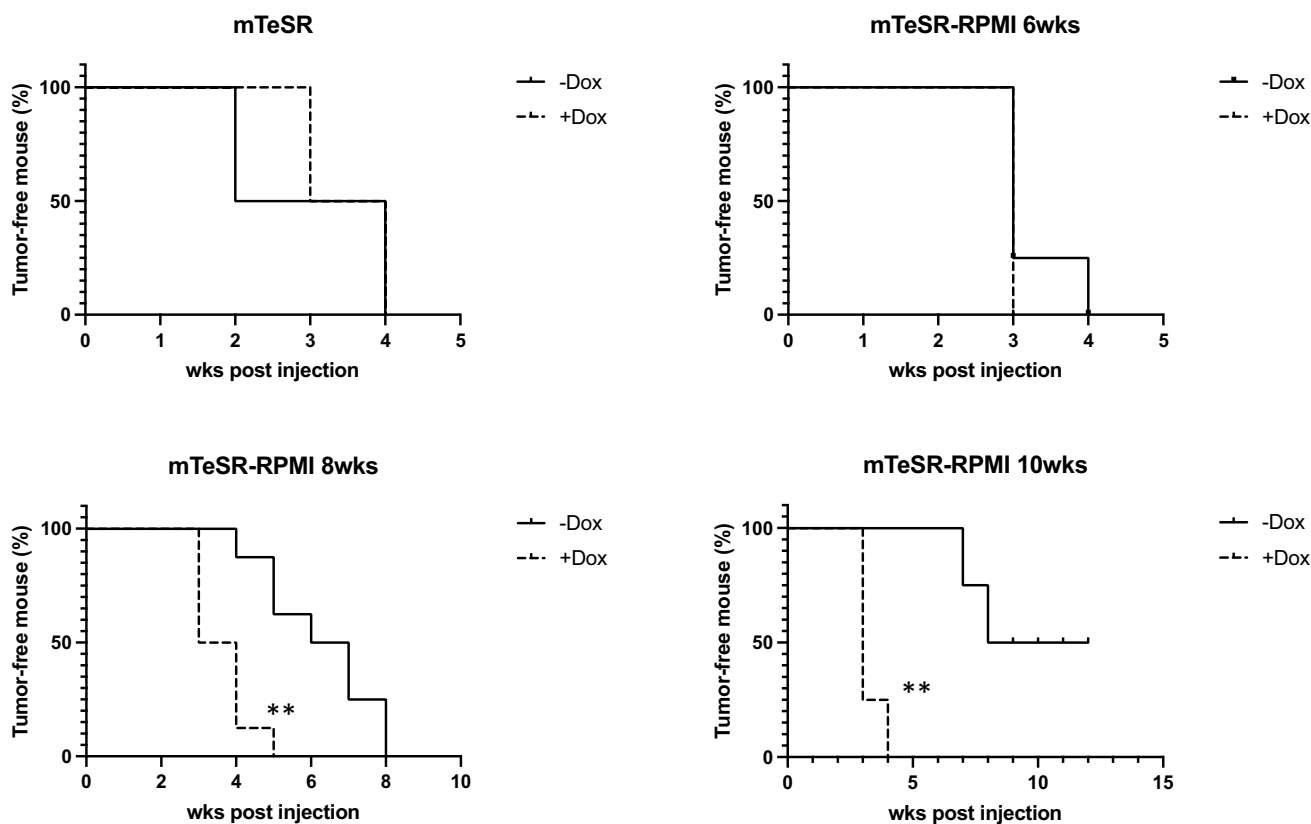 mTeSR
Tumor-free mouse (%)
100
50
0
0 1 2 3 4 5
wks post injection
-Dox
+Dox
mTeSR-RPMI 6wks
Tumor-free mouse (%)
100
50
0
0 1 2 3 4 5
wks post injection
-Dox
+Dox
mTeSR-RPMI 8wks
Tumor-free mouse (%)
100
50
0
0 2 4 6 8 10
wks post injection
**
-Dox
+Dox
mTeSR-RPMI 10wks
Tumor-free mouse (%)
100
50
0
0 5 10 15
wks post injection
**
-Dox
+Dox